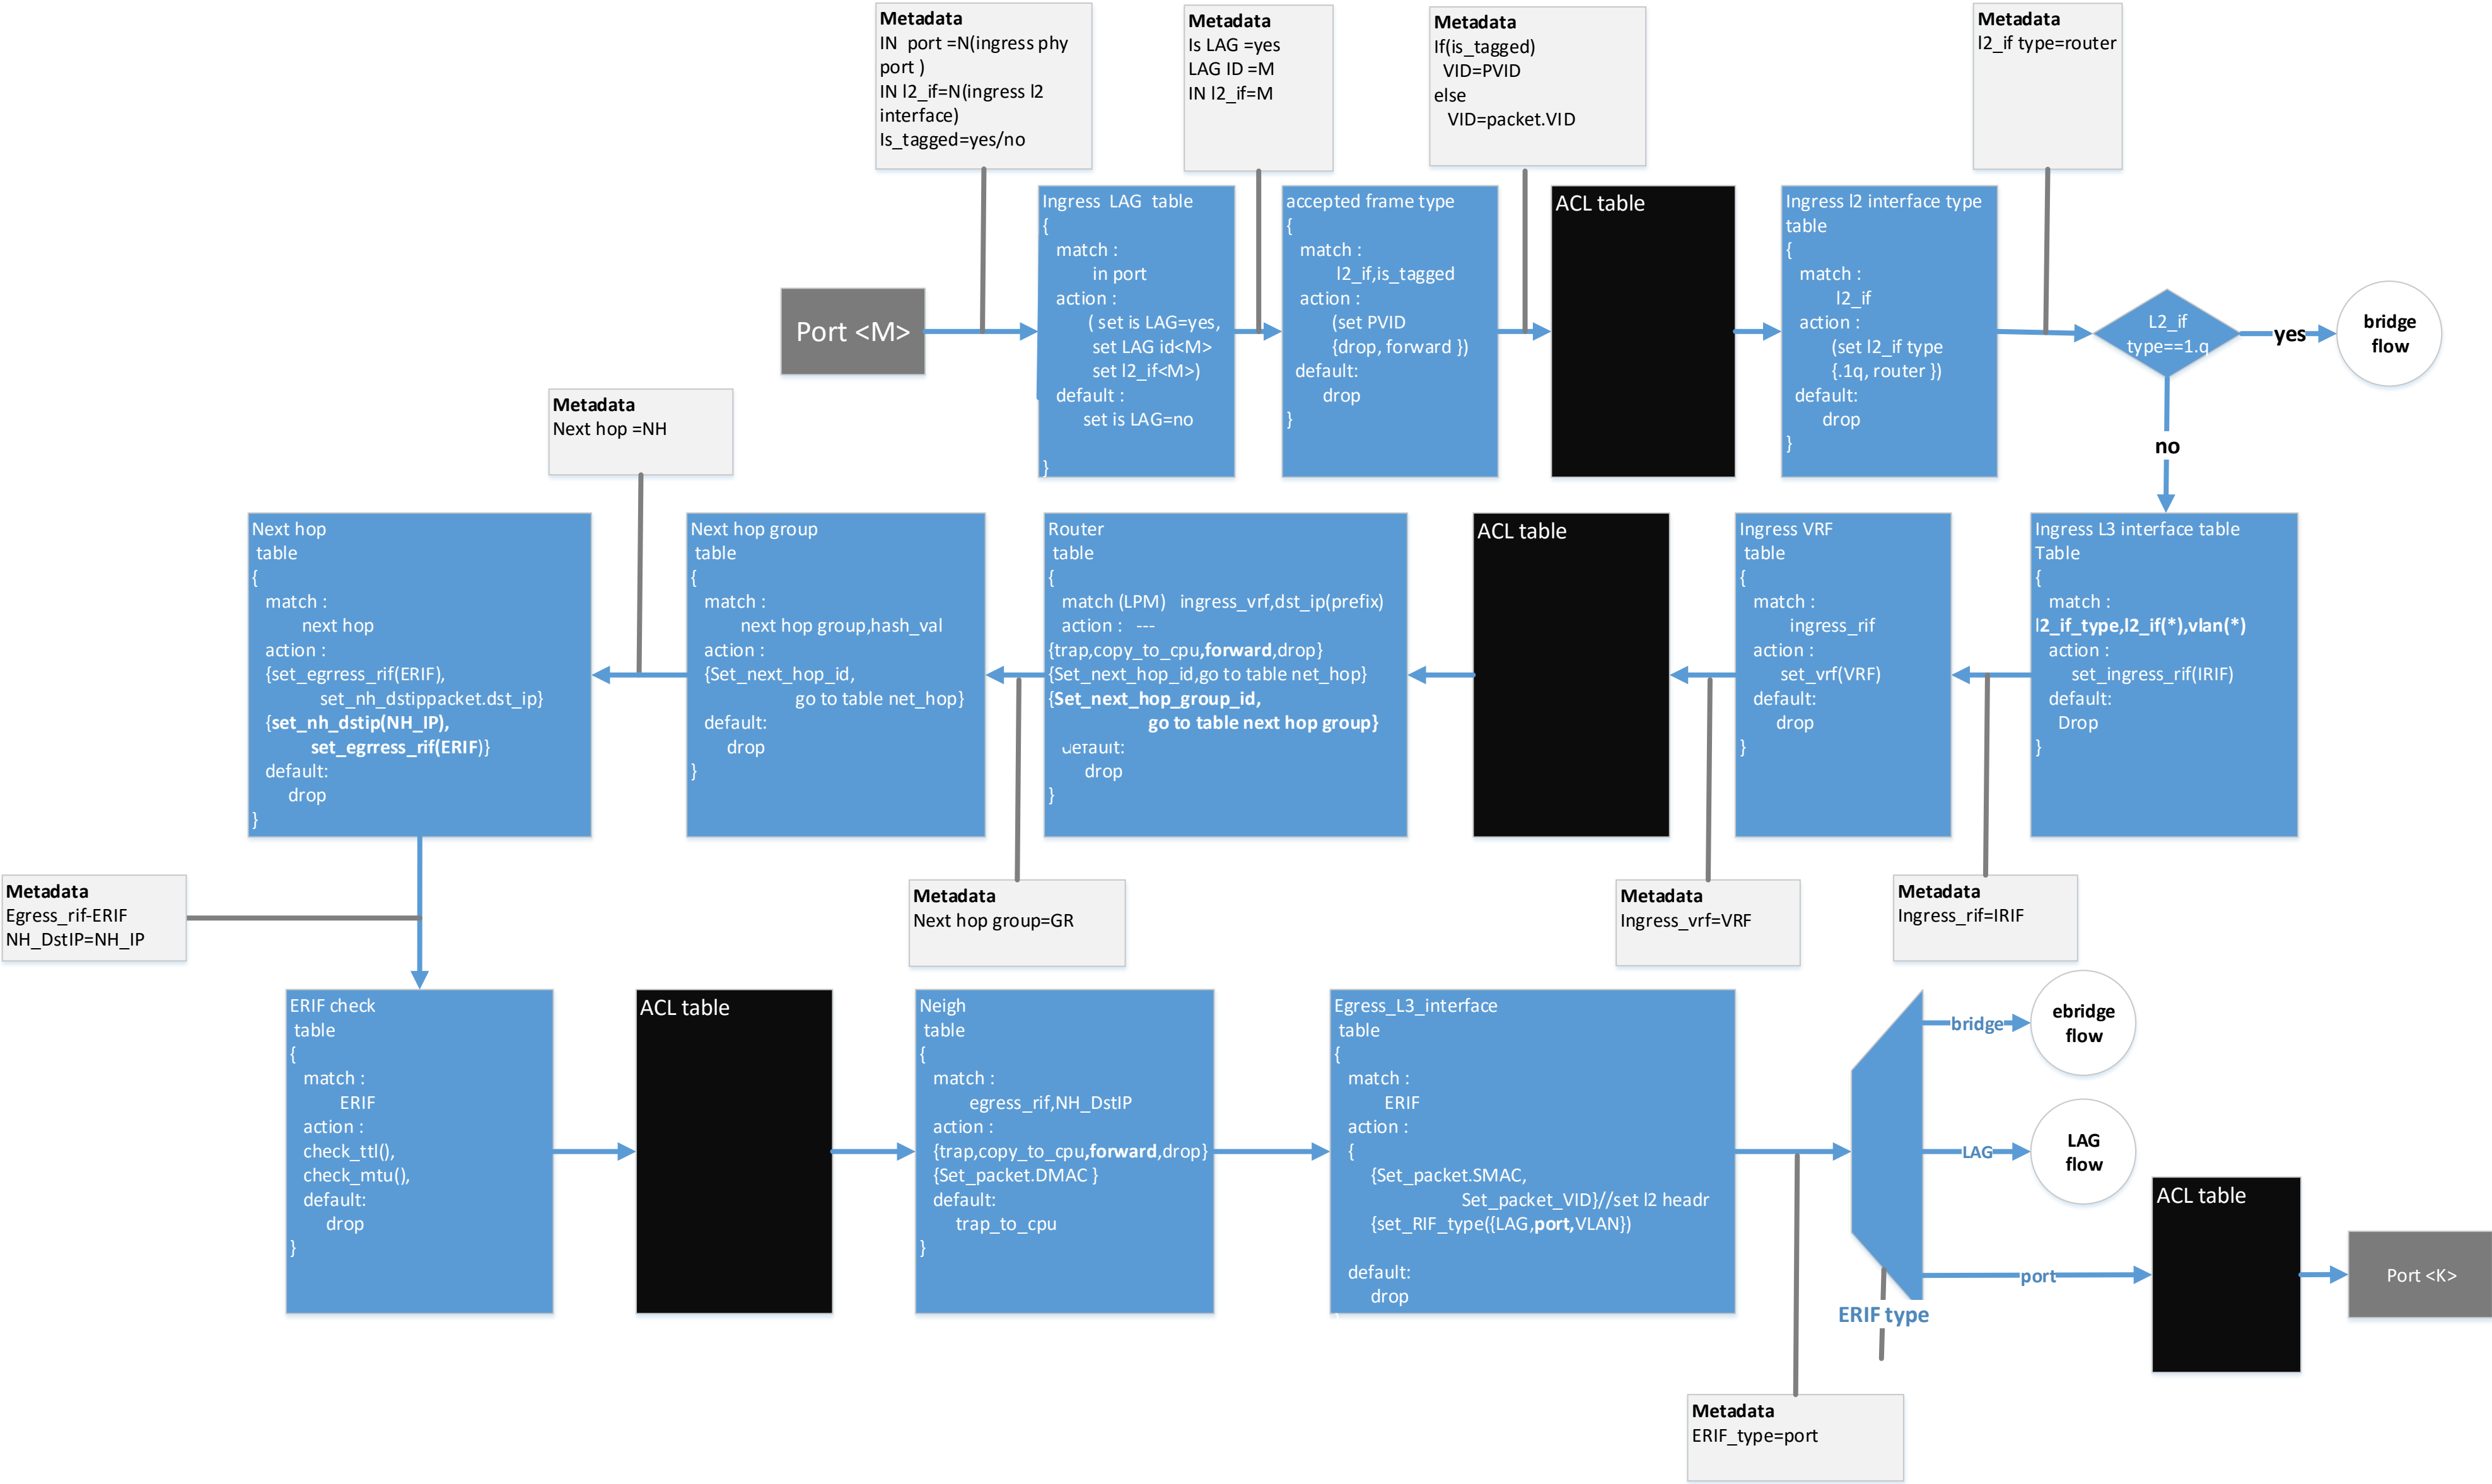 Metadata
IN  port =N(ingress phy
port )
IN l2_if=N(ingress l2
interface)
Is_tagged=yes/no
Metadata
Is LAG =yes
LAG ID =M
IN l2_if=M
Metadata
If(is_tagged)
VID=PVID
else
VID=packet.VID
Metadata
l2_if type=router
Port <M>
Ingress  LAG  table
{
match :
in port
action :
( set is LAG=yes,
set LAG id<M>
set l2_if<M>)
default :
set is LAG=no
}
accepted frame type
{
match :
l2_if,is_tagged
action :
(set PVID
{drop, forward })
default:
drop
}
ACL table
Ingress l2 interface type
table
{
match :
l2_if
action :
(set l2_if type
{.1q, router })
default:
drop
}
L2_if
type==1.q
yes
bridge
flow
no
Metadata
Next hop =NH
Next hop
table
{
match :
next hop
action :
{set_egrress_rif(ERIF),
set_nh_dstippacket.dst_ip}
{set_nh_dstip(NH_IP),
set_egrress_rif(ERIF)}
default:
drop
}
Next hop group
table
{
match :
next hop group,hash_val
action :
{Set_next_hop_id,
go to table net_hop}
default:
drop
}
Router
table
{
match (LPM)   ingress_vrf,dst_ip(prefix)
action :   ---
{trap,copy_to_cpu,forward,drop}
{Set_next_hop_id,go to table net_hop}
{Set_next_hop_group_id,
go to table next hop group}
default:
drop
}
ACL table
Ingress VRF
table
{
match :
ingress_rif
action :
set_vrf(VRF)
default:
drop
}
Ingress L3 interface table
Table
{
match :
l2_if_type,l2_if(*),vlan(*)
action :
set_ingress_rif(IRIF)
default:
Drop
}
Metadata
Egress_rif-ERIF
NH_DstIP=NH_IP
Metadata
Next hop group=GR
Metadata
Ingress_vrf=VRF
Metadata
Ingress_rif=IRIF
ERIF check
table
{
match :
ERIF
action :
check_ttl(),
check_mtu(),
default:
drop
}
ACL table
Neigh
table
{
match :
egress_rif,NH_DstIP
action :
{trap,copy_to_cpu,forward,drop}
{Set_packet.DMAC }
default:
trap_to_cpu
}
Egress_L3_interface
table
{
match :
ERIF
action :
{
{Set_packet.SMAC,
Set_packet_VID}//set l2 headr
{set_RIF_type({LAG,port,VLAN})
default:
drop
bridge
ebridge
flow
LAG
LAG
flow
port
ERIF type
ACL table
Port <K>
Metadata
ERIF_type=port